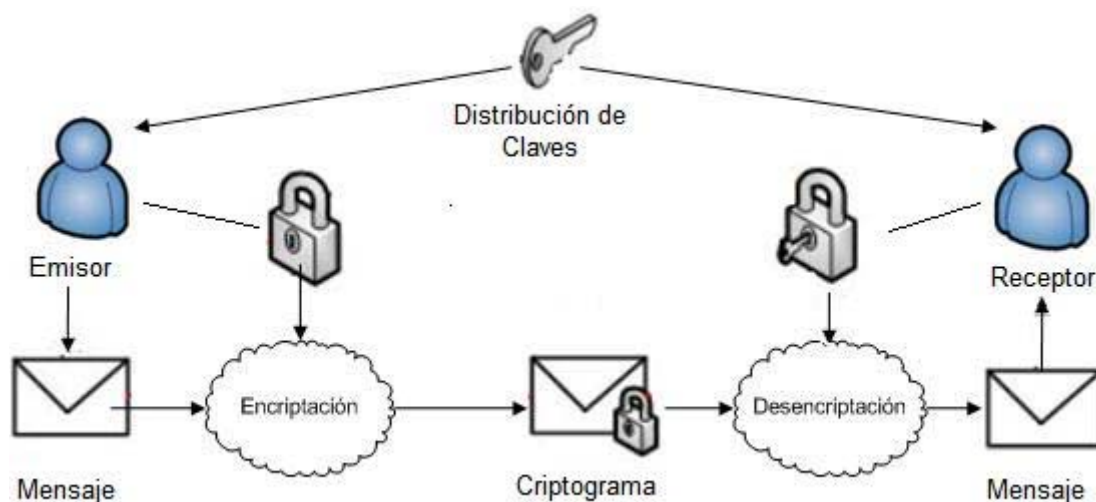 Distribución de
Claves
Emisor
Receptor
Encriptación
Desencriptación
Mensaje
Criptograma
Mensaje